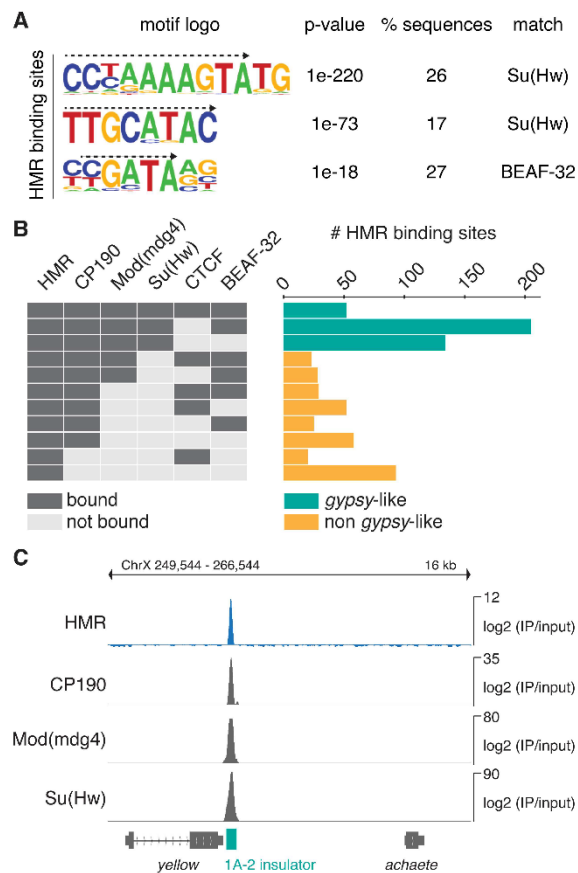 A
motif logo
p-value
% sequences
match
HMR binding sites
CCTAAAAGTATG
1e-220
26
Su(Hw)
TTGCATAC
1e-73
17
Su(Hw)
CCGATAAG
1e-18
27
BEAF-32
B
# HMR binding sites
HMR
CP190
Mod(mdg4)
Su(Hw)
CTCF
BEAF-32
0
50
100
150
200
bound
not bound
gypsy-like
non gypsy-like
C
ChrX 249,544 - 266,544
16 kb
HMR
12
log2 (IP/input)
CP190
35
log2 (IP/input)
Mod(mdg4)
80
log2 (IP/input)
Su(Hw)
90
log2 (IP/input)
yellow
1A-2 insulator
achaete